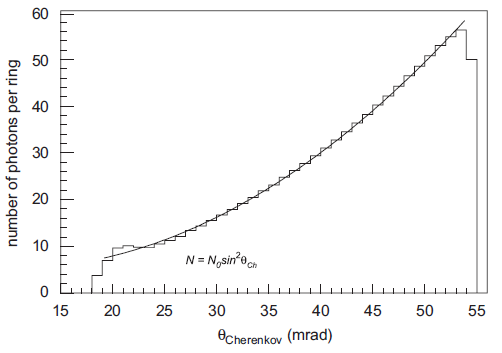 number of photons per ring
60
50
40
30
20
10
0
N = N₀sin²θ_Ch
15 20 25 30 35 40 45 50 55
θ_Cherenkov (mrad)